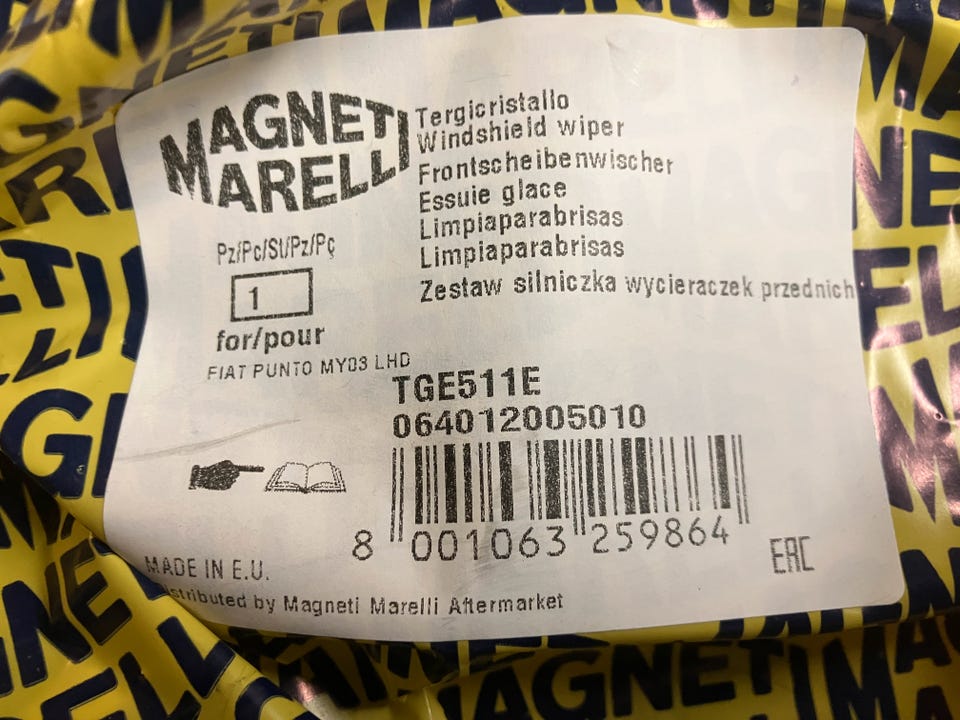 MAGNETI
MARELLI
Tergicristallo
Windshield wiper
Frontscheibenwischer
Essuie glace
Limpiaparabrisas
Limpiaparabrisas
Zestaw silniczka wycieraczek przednich
Pz/Pc/St/Pz/Pç
1
for/pour
FIAT PUNTO MY03 LHD
TGE511E
064012005010
8 001063 259864
EAC
MADE IN E.U.
by Magneti Marelli Aftermarket